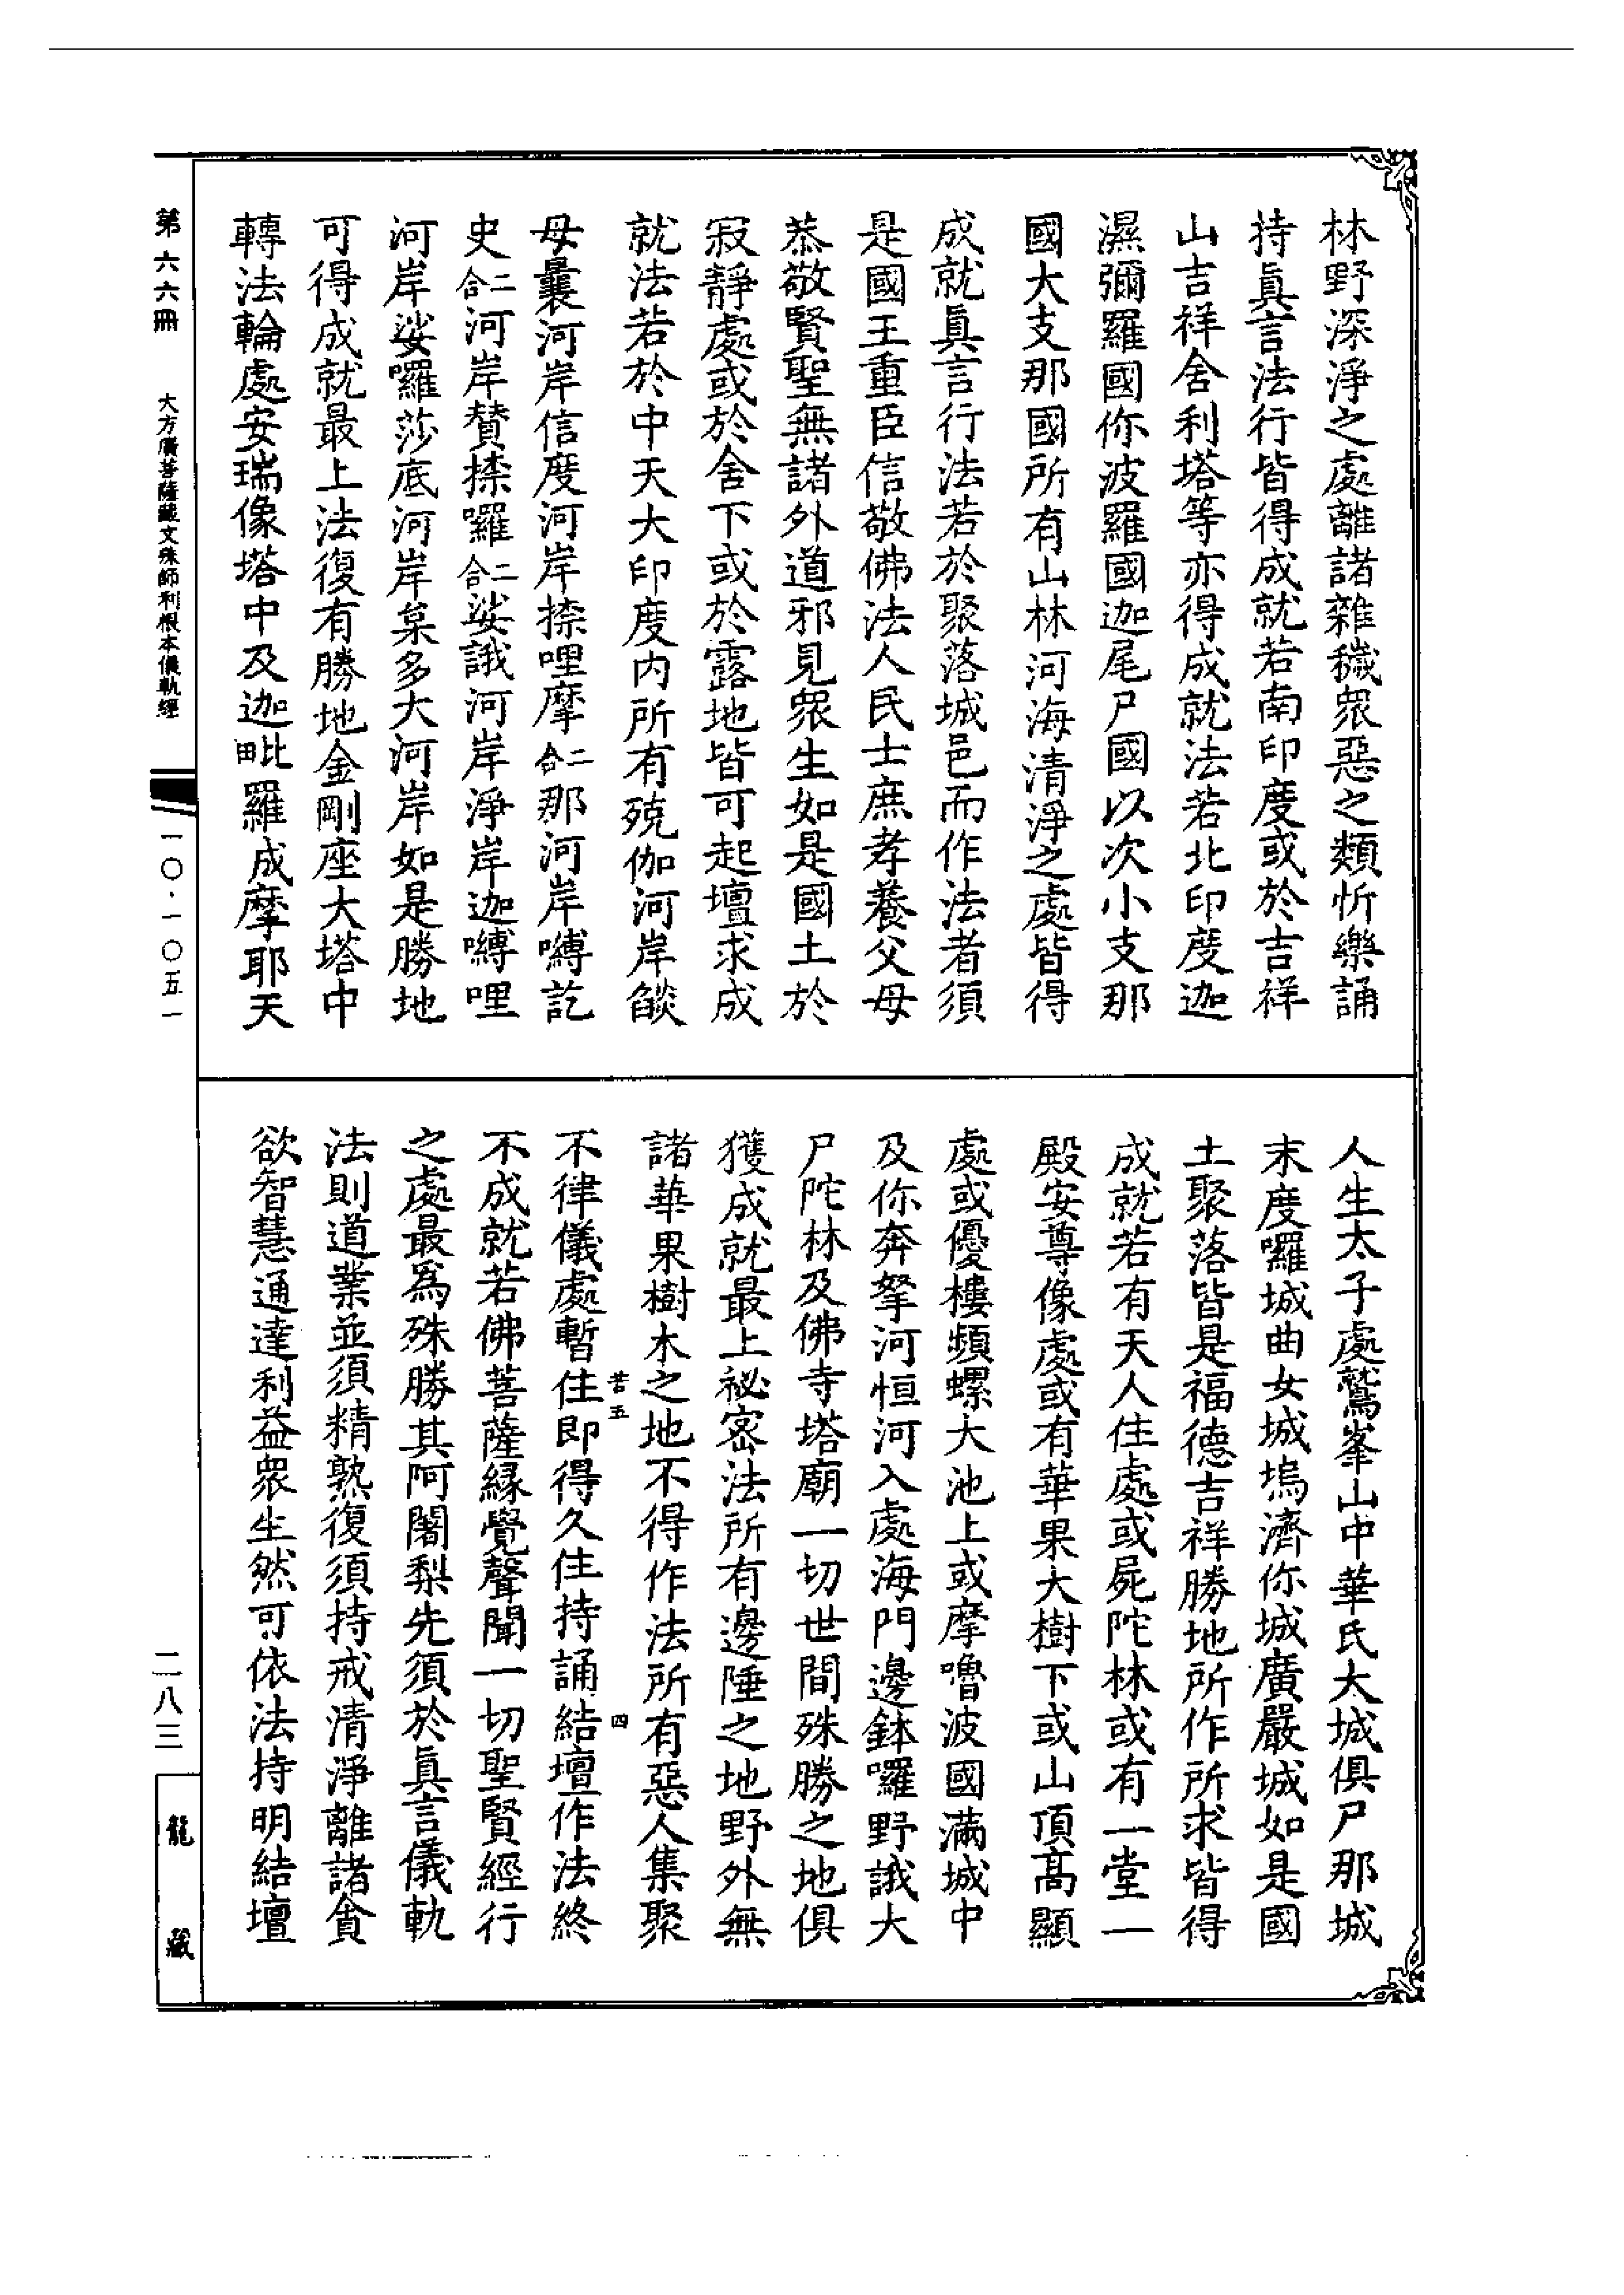 林野深淨之處離諸雜穢眾惡之類忻樂誦
持眞言法行皆得成就若南印度或於吉祥
山吉祥舍利塔等亦得成就法若北印度迦
濕彌羅國你波羅國迦尾尸國以次小支那
國大支那國所有山林河海清淨之處皆得
成就眞言行法若於聚落城邑而作法者須
是國王重臣信敬佛法人民士庶孝養父母
恭敬賢聖無諸外道邪見眾生如是國土於
寂靜處或於舍下或於露地皆可起壇求成
就法若於中天大印度內所有殑伽河岸燄
母曩河岸信度河岸捺哩摩二合那河岸嚩訖
史二合河岸贊捺囉二合娑誐河岸淨岸迦嚩哩
河岸娑囉莎底河岸枲多大河岸如是勝地
可得成就最上法復有勝地金剛座大塔中
轉法輪處安瑞像塔中及迦毗羅成摩耶天
人生太子處鷲峯山中華氏大城俱尸那城
末度囉城曲女城塢濟你城廣嚴城如是國
土聚落皆是福德吉祥勝地所作所求皆得
成就若有天人住處或屍陀林或有一堂一
殿安尊像處或有華果大樹下或山頂高顯
處或優樓頻螺大池上或摩嚕波國滿城中
及你奔拏河恒河入處海門邊鉢囉野誐大
尸陀林及佛寺塔廟一切世間殊勝之地俱
獲成就最上祕密法所有邊陲之地野外無
諸華果樹木之地不得作法所有惡人集聚
若五 四
不律儀處暫住即得久住持誦結壇作法終
不成就若佛菩薩緣覺聲聞一切聖賢經行
之處最爲殊勝其阿闍梨先須於眞言儀軌
法則道業並須精熟復須持戒清淨離諸貪
欲智慧通達利益眾生然可依法持明結壇
第六六冊 大方廣菩薩藏文殊師利根本儀軌經 一〇·一〇五一 二八三
龍藏